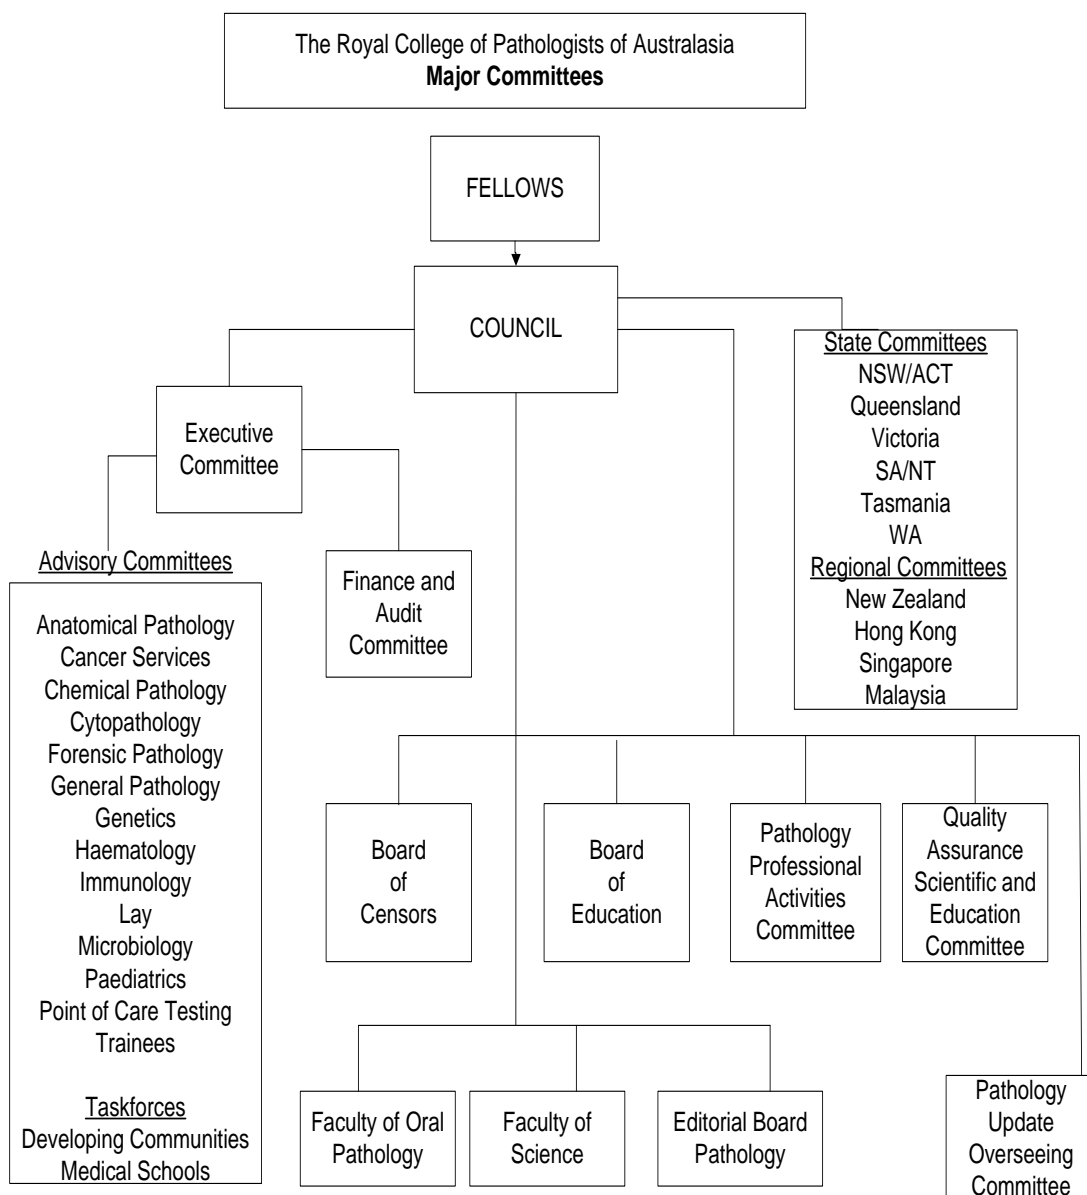 The Royal College of Pathologists of Australasia
Major Committees
FELLOWS
COUNCIL
Executive
Committee
State Committees
NSW/ACT
Queensland
Victoria
SA/NT
Tasmania
WA
Regional Committees
New Zealand
Hong Kong
Singapore
Malaysia
Advisory Committees
Anatomical Pathology
Cancer Services
Chemical Pathology
Cytopathology
Forensic Pathology
General Pathology
Genetics
Haematology
Immunology
Lay
Microbiology
Paediatrics
Point of Care Testing
Trainees
Taskforces
Developing Communities
Medical Schools
Finance and
Audit
Committee
Board
of
Censors
Board
of
Education
Pathology
Professional
Activities
Committee
Quality
Assurance
Scientific and
Education
Committee
Faculty of Oral
Pathology
Faculty of
Science
Editorial Board
Pathology
Pathology
Update
Overseeing
Committee